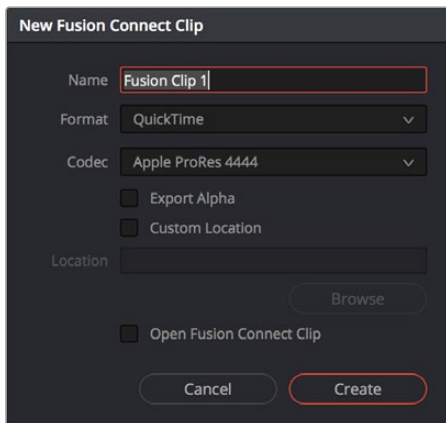 New Fusion Connect Clip
Name Fusion Clip 1
Format QuickTime
Codec Apple ProRes 4444
Export Alpha
Custom Location
Location
Browse
Open Fusion Connect Clip
Cancel Create